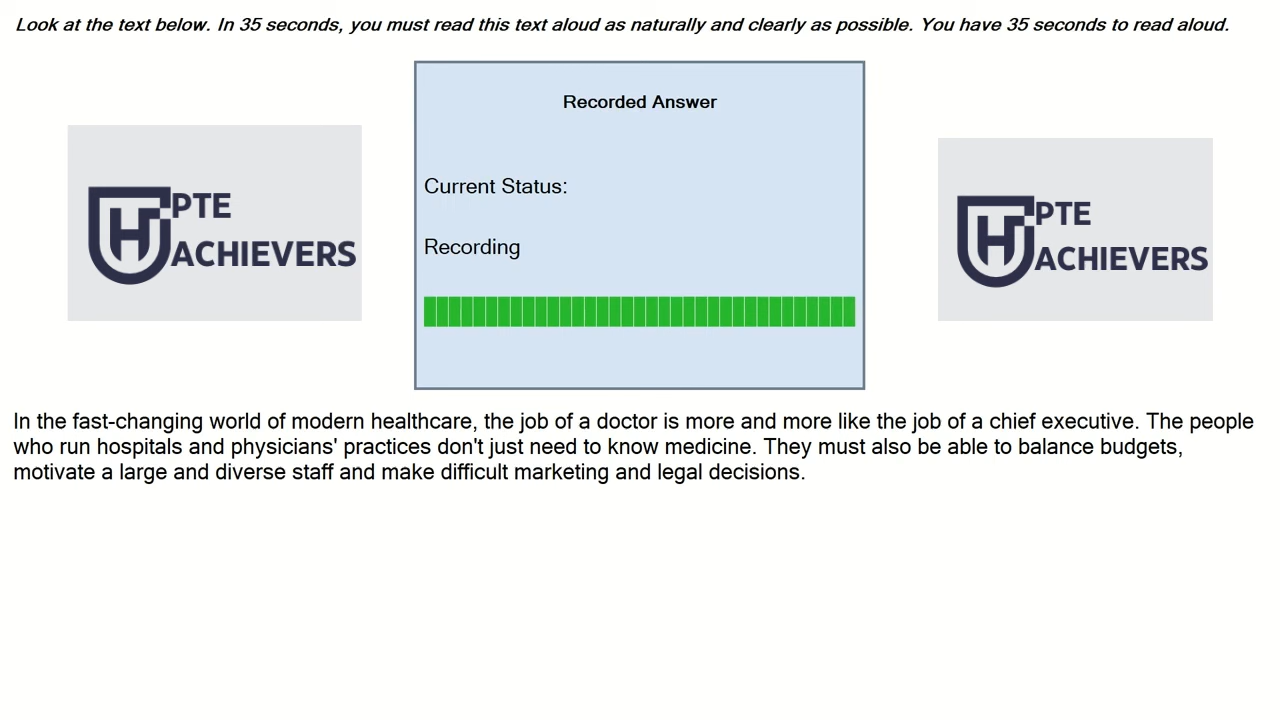 Look at the text below. In 35 seconds, you must read this text aloud as naturally and clearly as possible. You have 35 seconds to read aloud.
Recorded Answer
PTE
ACHIEVERS
Current Status:
Recording
PTE
ACHIEVERS
In the fast-changing world of modern healthcare, the job of a doctor is more and more like the job of a chief executive. The people
who run hospitals and physicians' practices don't just need to know medicine. They must also be able to balance budgets,
motivate a large and diverse staff and make difficult marketing and legal decisions.